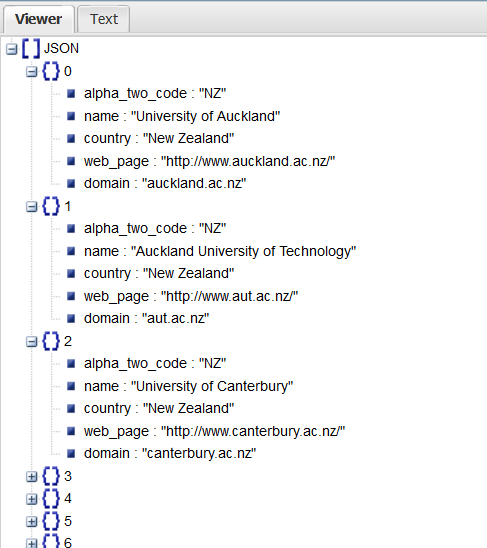 Viewer Text
JSON
0
alpha_two_code : "NZ"
name : "University of Auckland"
country : "New Zealand"
web_page : "http://www.auckland.ac.nz/"
domain : "auckland.ac.nz"
1
alpha_two_code : "NZ"
name : "Auckland University of Technology"
country : "New Zealand"
web_page : "http://www.aut.ac.nz/"
domain : "aut.ac.nz"
2
alpha_two_code : "NZ"
name : "University of Canterbury"
country : "New Zealand"
web_page : "http://www.canterbury.ac.nz/"
domain : "canterbury.ac.nz"
3
4
5
6